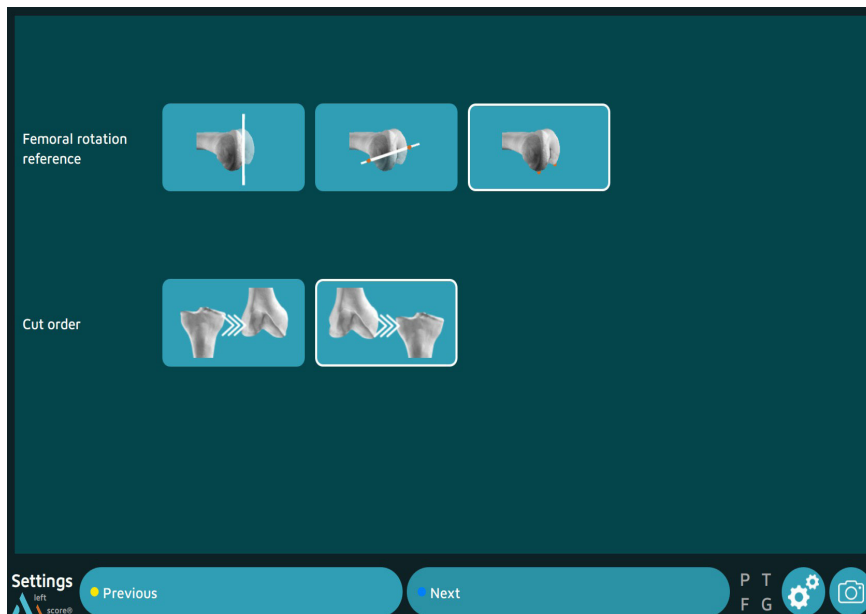 Femoral rotation
reference
Cut order
Settings
left
score®
Previous
Next
P T
F G